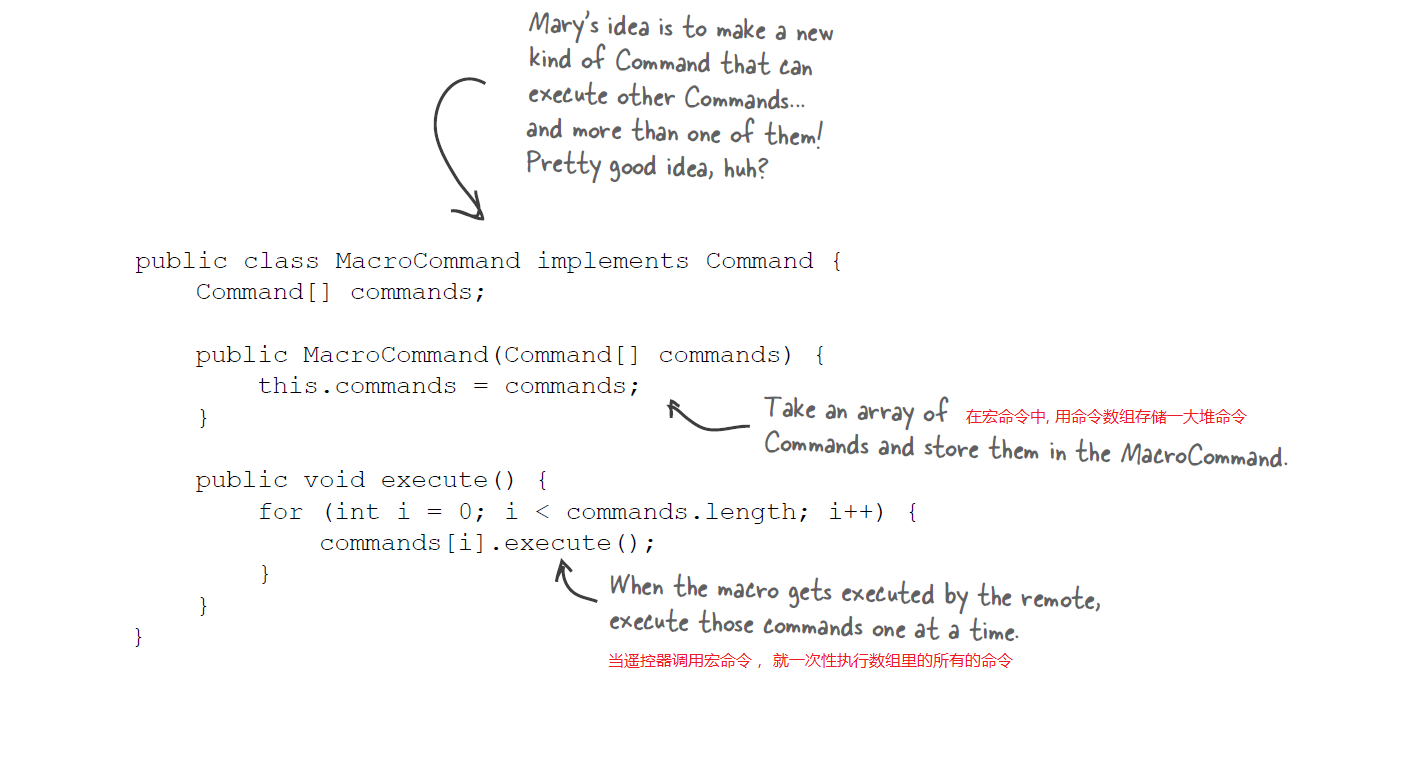 Mary's idea is to make a new
kind of Command that can
execute other Commands...
and more than one of them!
Pretty good idea, huh?
public class MacroCommand implements Command {
Command[] commands;
public MacroCommand(Command[] commands) {
this.commands = commands;
}
Take an array of 在宏命令中, 用命令数组存储一大堆命令
Commands and store them in the MacroCommand.
public void execute() {
for (int i = 0; i < commands.length; i++) {
commands[i].execute();
}
When the macro gets executed by the remote,
execute those commands one at a time.
}
}
当遥控器调用宏命令 ，就一次性执行数组里的所有的命令